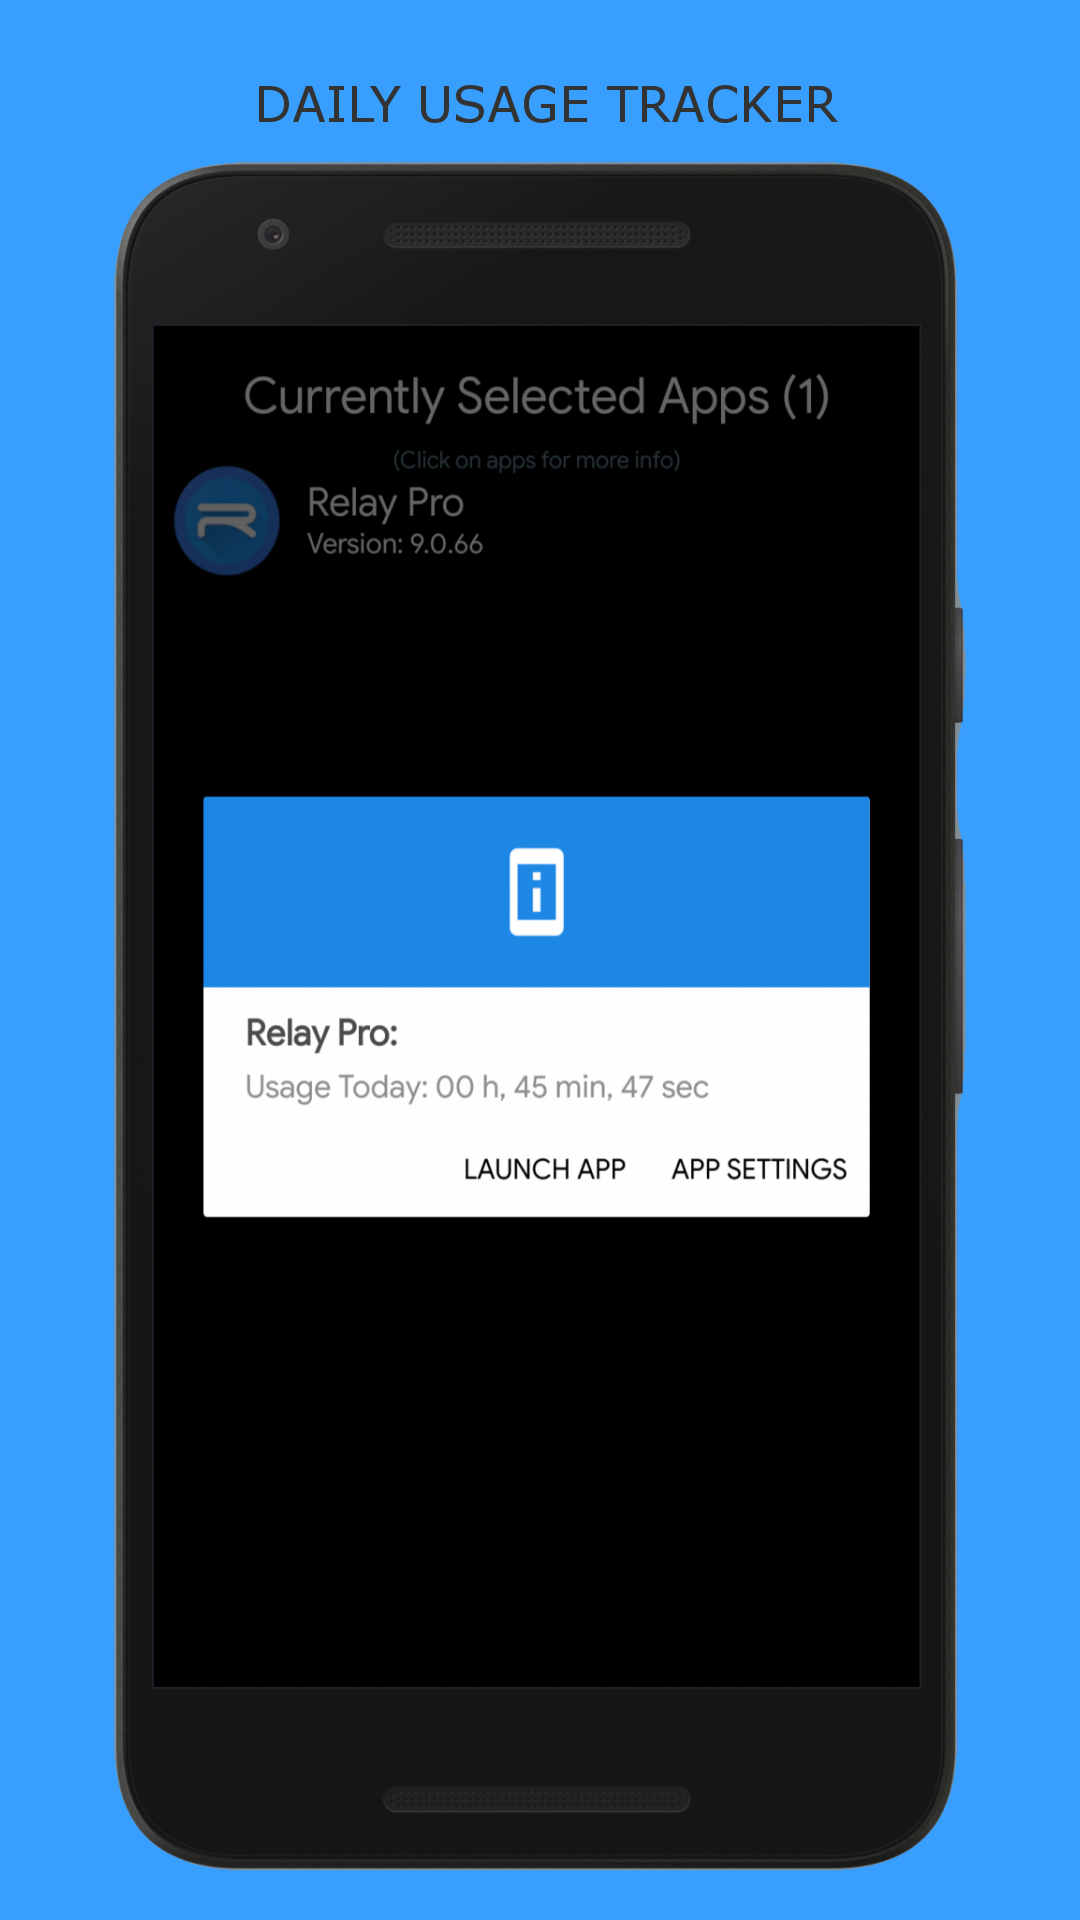 DAILY USAGE TRACKER
Currently Selected Apps (1)
(Click on apps for more info)
Relay Pro
Version: 9.0.66
Relay Pro:
Usage Today: 00 h, 45 min, 47 sec
LAUNCH APP APP SETTINGS